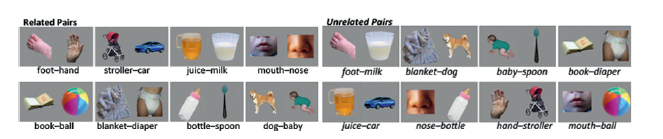 Related Pairs
Unrelated Pairs
foot–hand stroller–car juice–milk mouth–nose foot–milk blanket–dog baby–spoon book–diaper
book–ball blanket–diaper bottle–spoon dog–baby juice–car nose–bottle hand–stroller mouth–ball